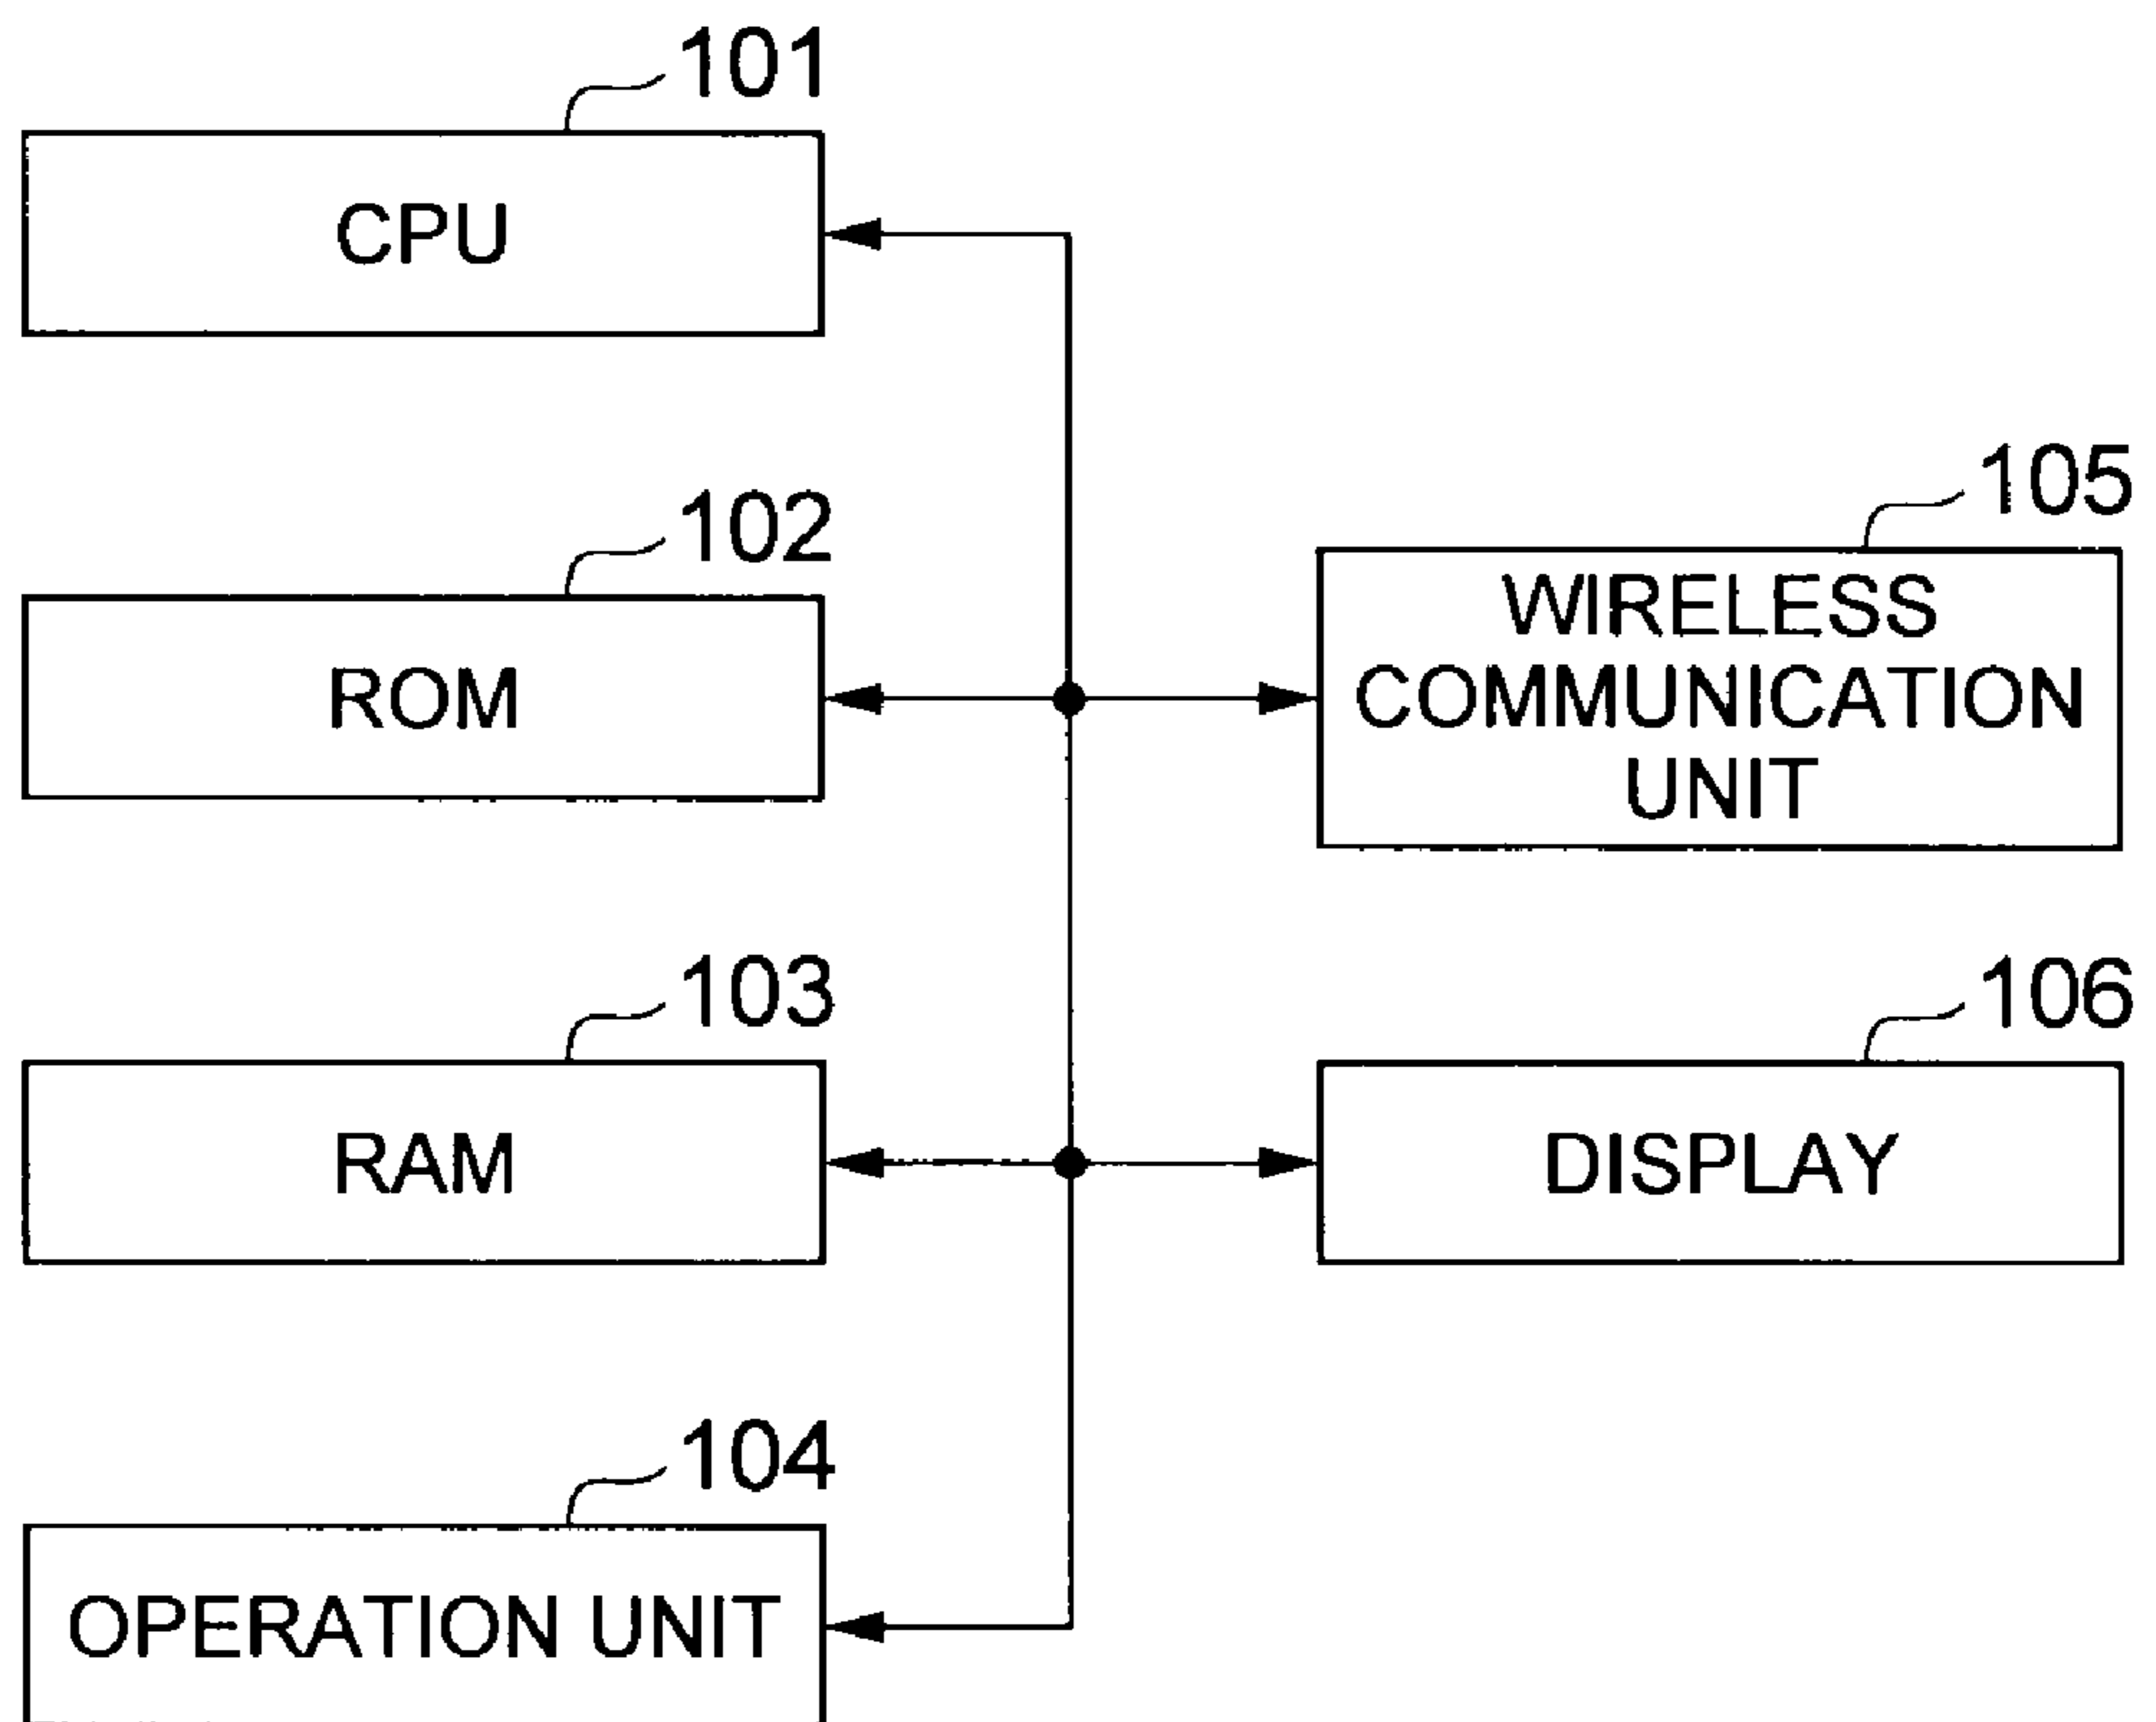 101
CPU
102
ROM
103
RAM
104
OPERATION UNIT
105
WIRELESS
COMMUNICATION
UNIT
106
DISPLAY